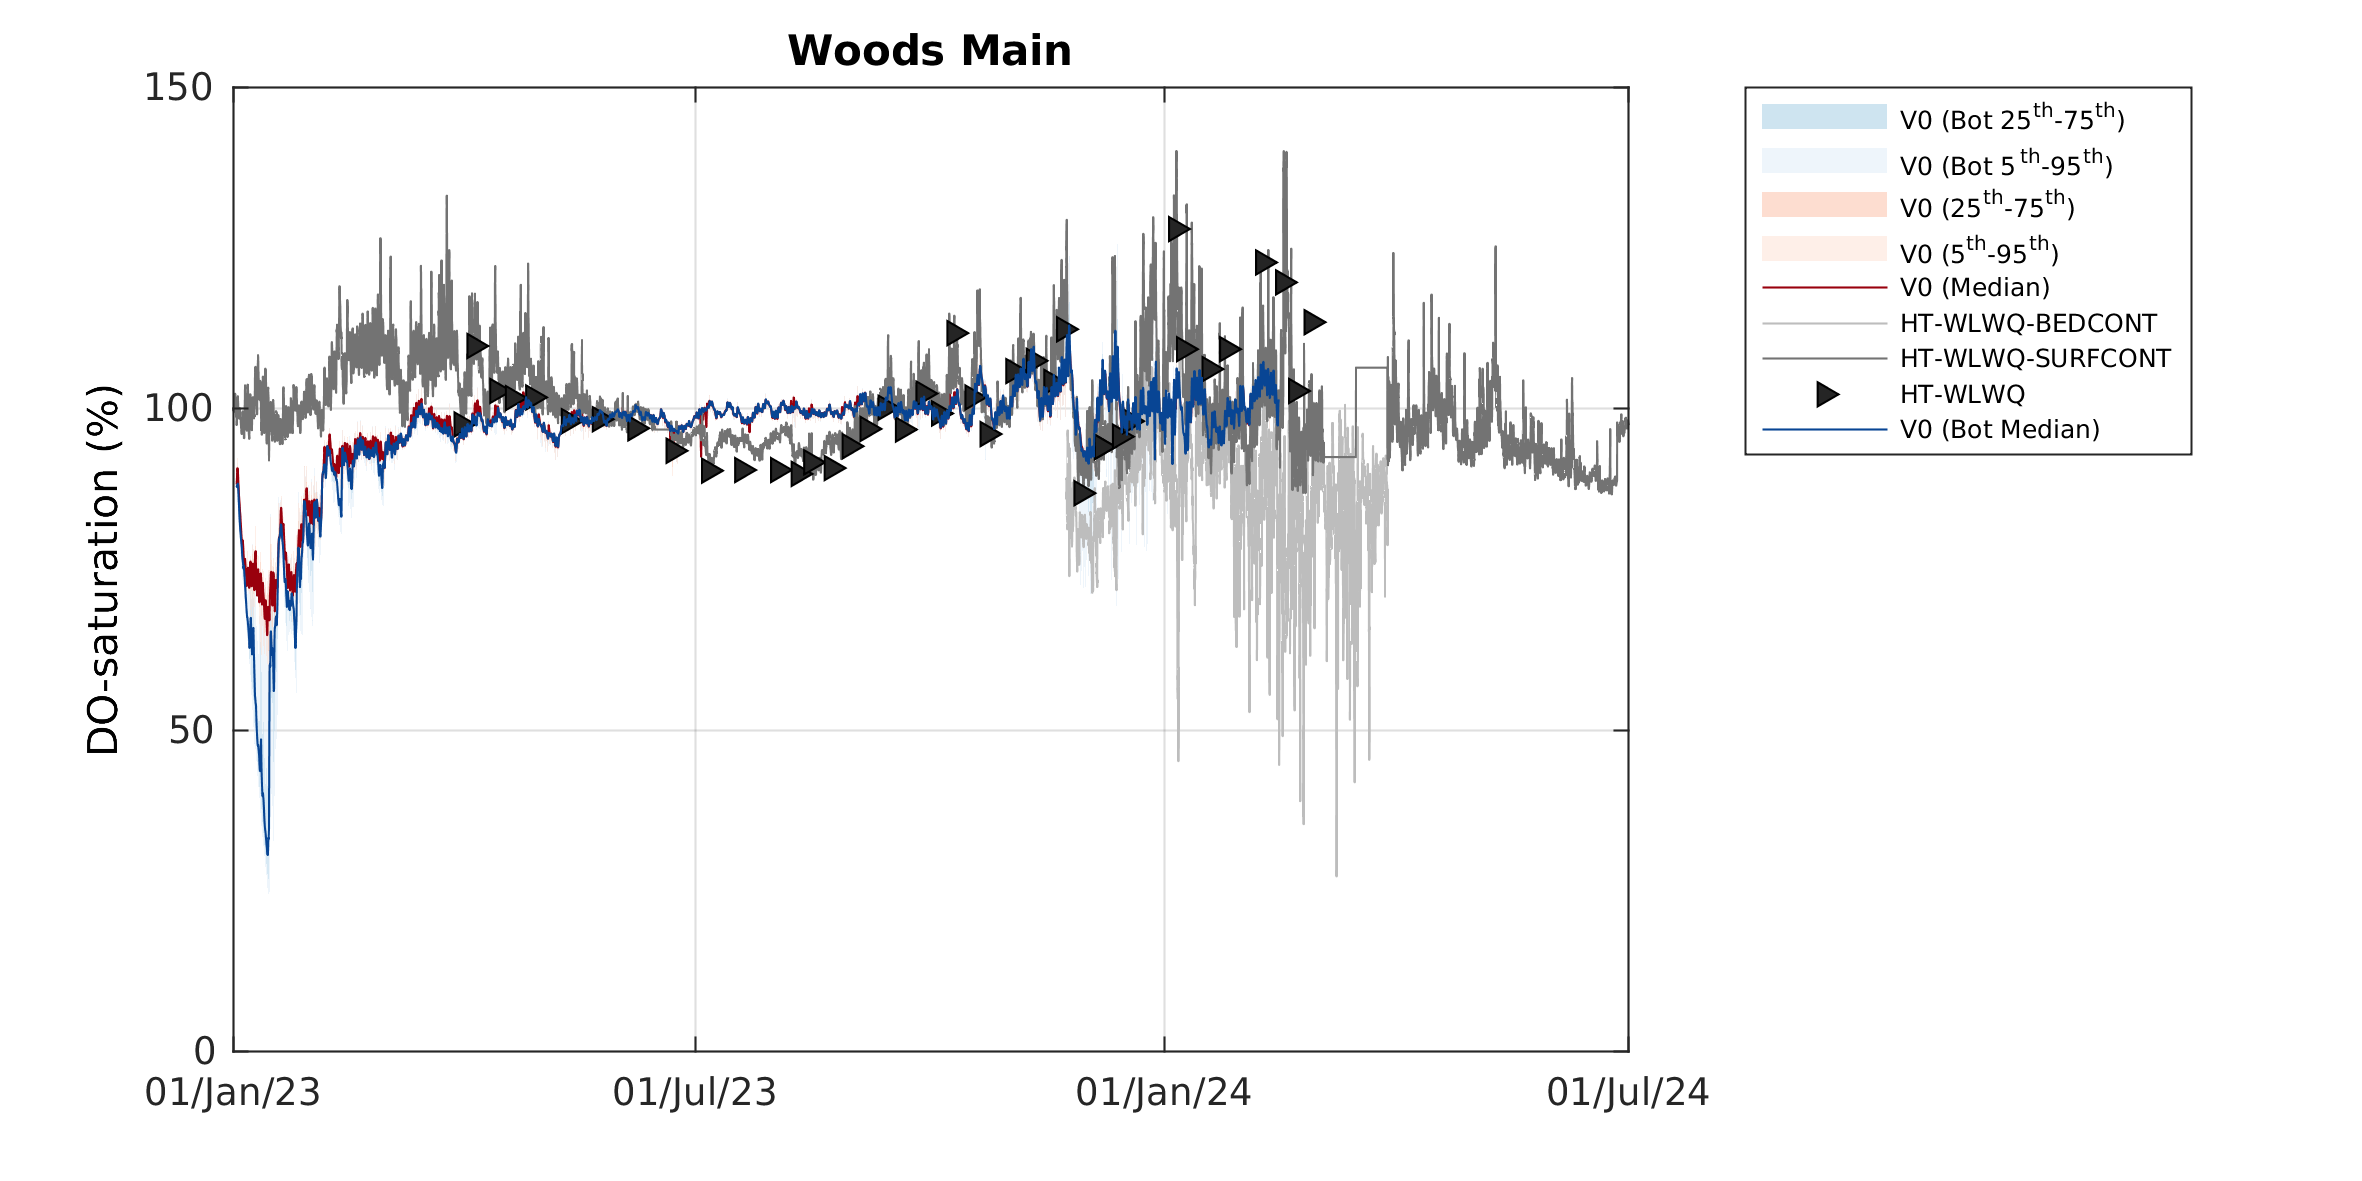 Woods Main
DO-saturation (%)
150
100
50
0
01/Jan/23
01/Jul/23
01/Jan/24
01/Jul/24
V0 (Bot 25th-75th)
V0 (Bot 5th-95th)
V0 (25th-75th)
V0 (5th-95th)
V0 (Median)
HT-WLWQ-BEDCONT
HT-WLWQ-SURFCONT
HT-WLWQ
V0 (Bot Median)